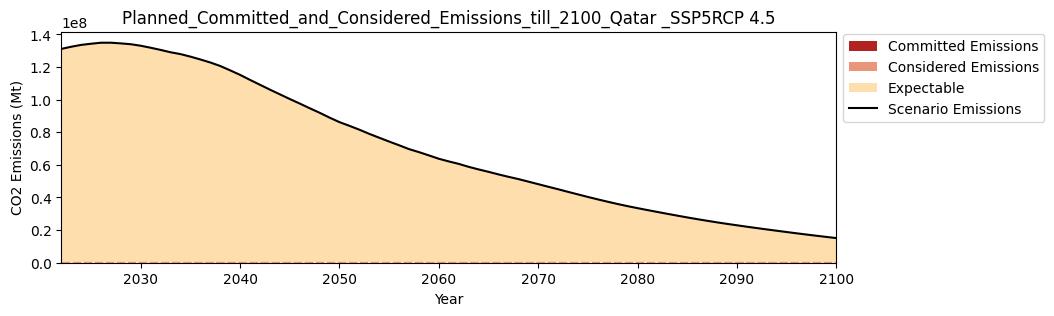 Planned_Committed_and_Considered_Emissions_till_2100_Qatar _SSP5RCP 4.5
1e8
1.4
1.2
1.0
0.8
0.6
0.4
0.2
0.0
CO2 Emissions (Mt)
2030 2040 2050 2060 2070 2080 2090 2100
Year
Committed Emissions
Considered Emissions
Expectable
Scenario Emissions